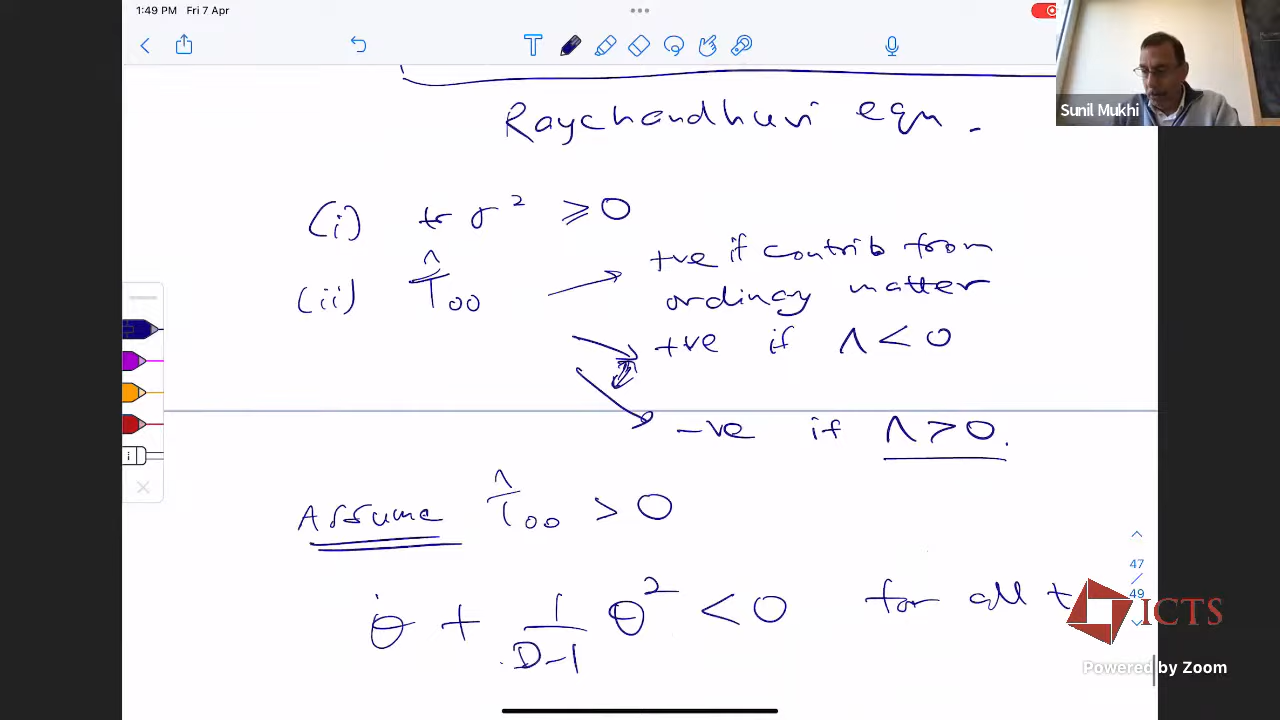 1:49 PM Fri 7 Apr
Sunil Mukhi
Raychandhuri eqn.
(i) tr σ² ⩾ 0
(ii) T̂₀₀
+ve if contrib from
ordinary matter
+ve if Λ < 0
-ve if Λ > 0.
Assume T̂₀₀ > 0
θ̇ + 1/(D-1) θ² < 0 for all t
47
/
49
ICTS
Powered by Zoom